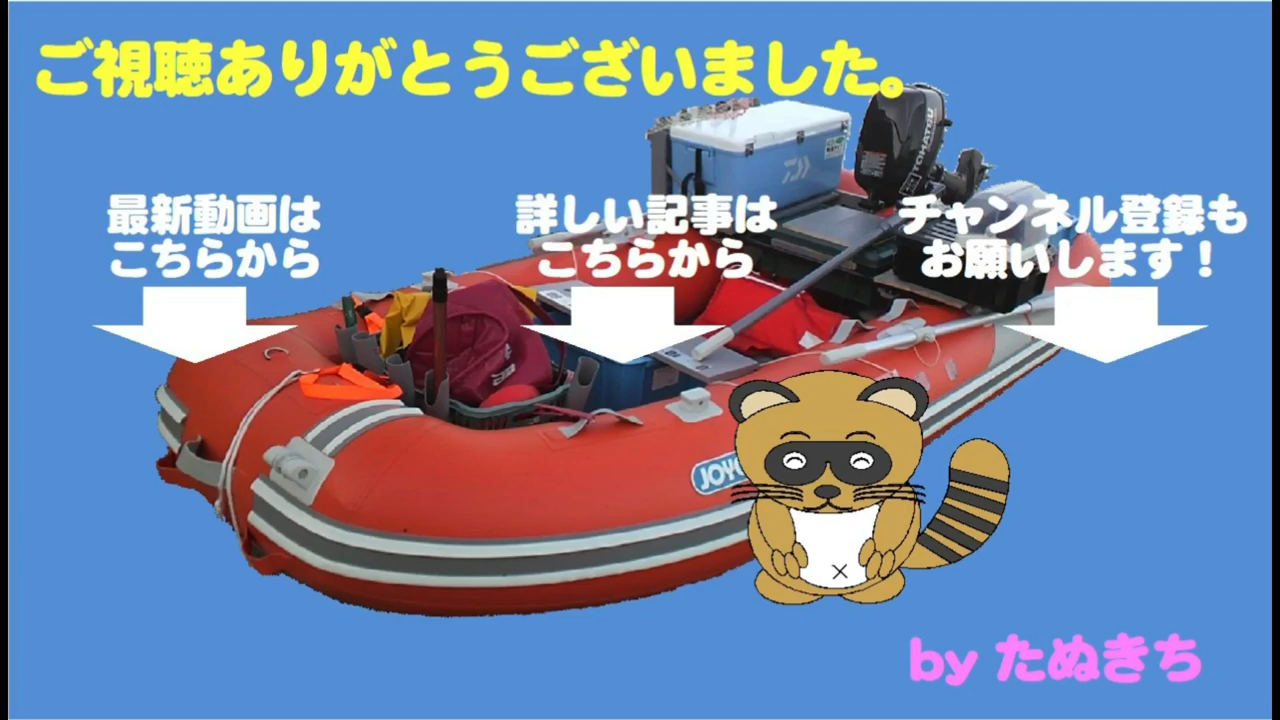 ご視聴ありがとうございました。
最新動画は
こちらから
詳しい記事は
こちらから
チャンネル登録も
お願いします！
TOHATSU
by たぬきち